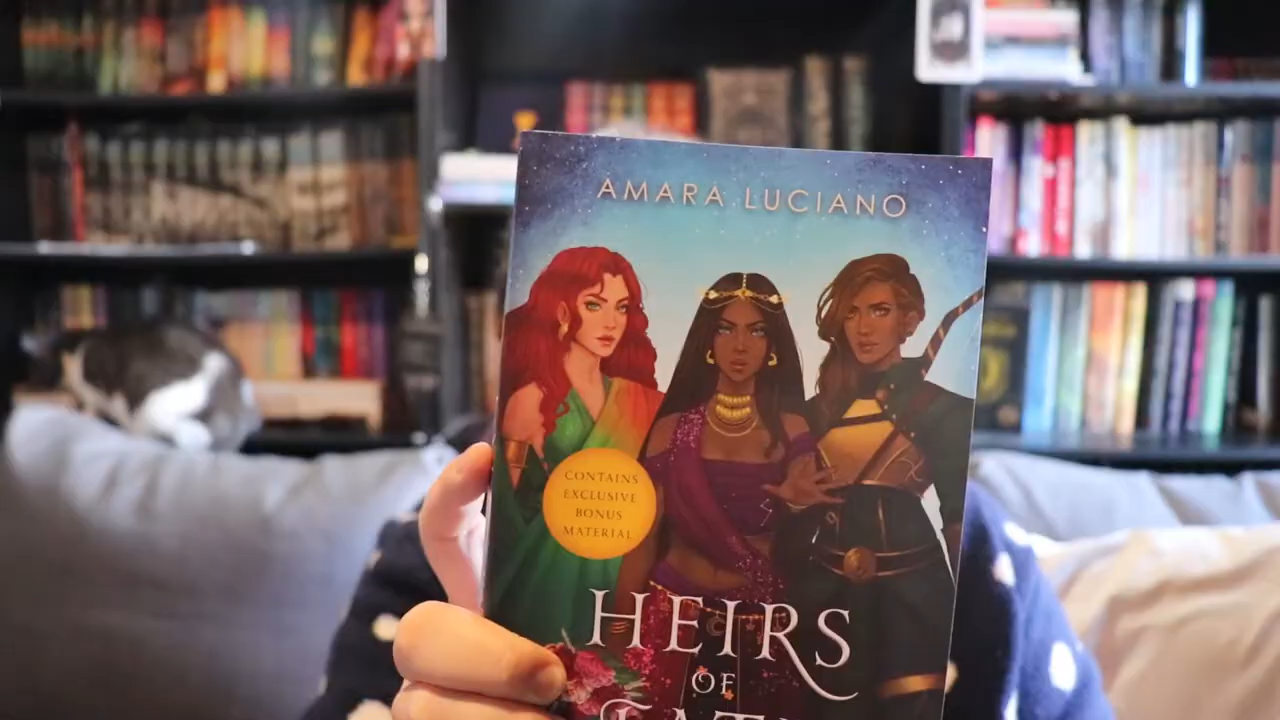 AMARA LUCIANO
CONTAINS
EXCLUSIVE
BONUS
MATERIAL
HEIRS
OF